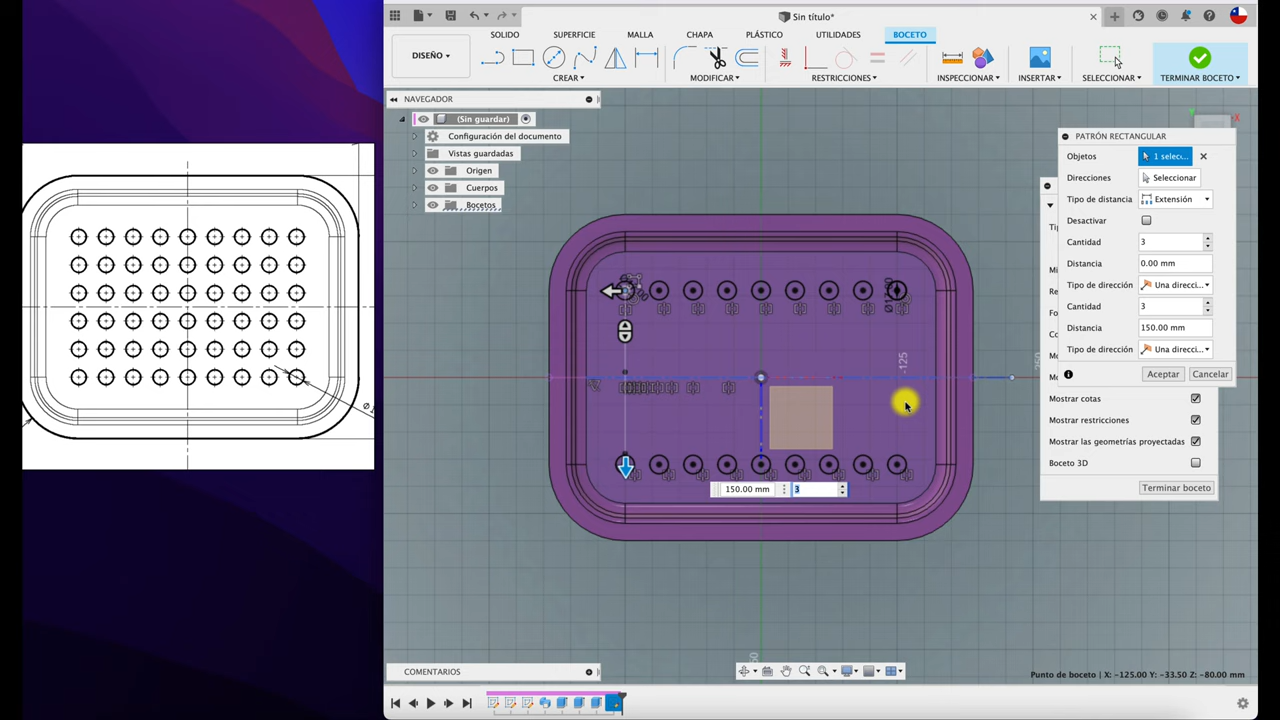 Sin título*
DISEÑO
SÓLIDO
SUPERFICIE
MALLA
CHAPA
PLÁSTICO
UTILIDADES
BOCETO
CREAR
MODIFICAR
RESTRICCIONES
INSPECCIONAR
INSERTAR
SELECCIONAR
TERMINAR BOCETO
NAVEGADOR
(Sin guardar)
Configuración del documento
Vistas guardadas
Origen
Cuerpos
Bocetos
PATRÓN RECTANGULAR
Objetos
1 selec...
Direcciones
Seleccionar
Tipo de distancia
Extensión
Desactivar
Cantidad
3
Distancia
0.00 mm
Tipo de dirección
Una direcci...
Cantidad
3
Distancia
150.00 mm
Tipo de dirección
Una direcci...
Aceptar
Cancelar
Mostrar cotas
Mostrar restricciones
Mostrar las geometrías proyectadas
Boceto 3D
Terminar boceto
-125
150.00 mm
3
COMENTARIOS
Punto de boceto | X: -125.00 Y: -33.50 Z: -80.00 mm